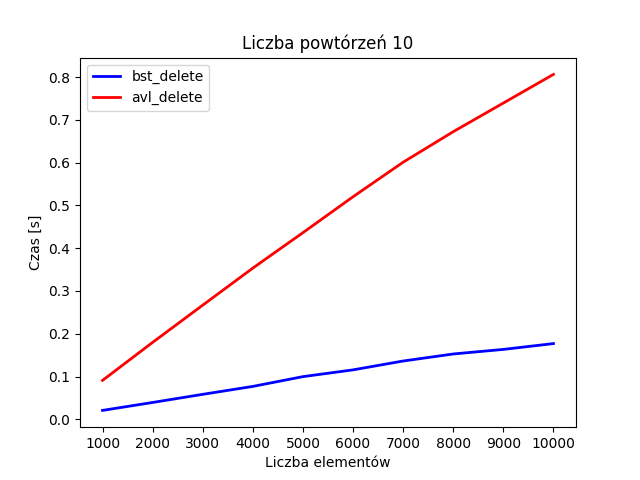 Liczba powtórzeń 10
bst_delete
avl_delete
0.8
0.7
0.6
0.5
0.4
0.3
0.2
0.1
0.0
Czas [s]
1000 2000 3000 4000 5000 6000 7000 8000 9000 10000
Liczba elementów